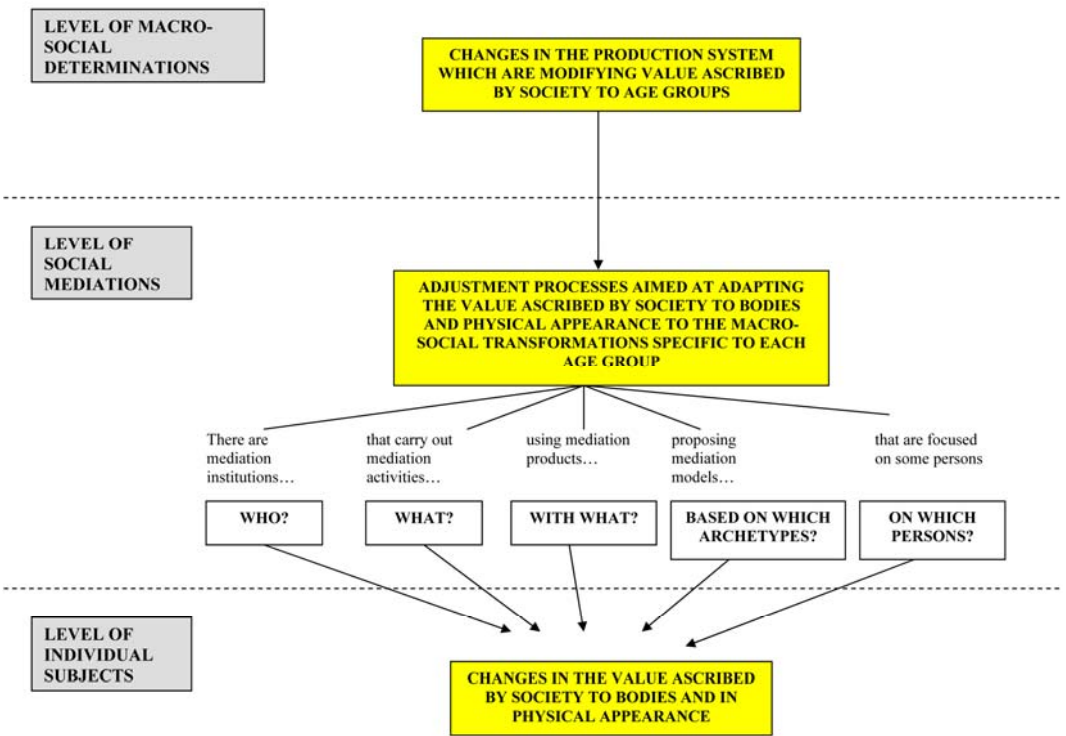 LEVEL OF MACRO-
SOCIAL
DETERMINATIONS
CHANGES IN THE PRODUCTION SYSTEM
WHICH ARE MODIFYING VALUE ASCRIBED
BY SOCIETY TO AGE GROUPS
LEVEL OF
SOCIAL
MEDIATIONS
ADJUSTMENT PROCESSES AIMED AT ADAPTING
THE VALUE ASCRIBED BY SOCIETY TO BODIES
AND PHYSICAL APPEARANCE TO THE MACRO-
SOCIAL TRANSFORMATIONS SPECIFIC TO EACH
AGE GROUP
There are
mediation
institutions…
that carry out
mediation
activities…
using mediation
products…
proposing
mediation
models…
that are focused
on some persons
WHO?
WHAT?
WITH WHAT?
BASED ON WHICH
ARCHETYPES?
ON WHICH
PERSONS?
LEVEL OF
INDIVIDUAL
SUBJECTS
CHANGES IN THE VALUE ASCRIBED
BY SOCIETY TO BODIES AND IN
PHYSICAL APPEARANCE